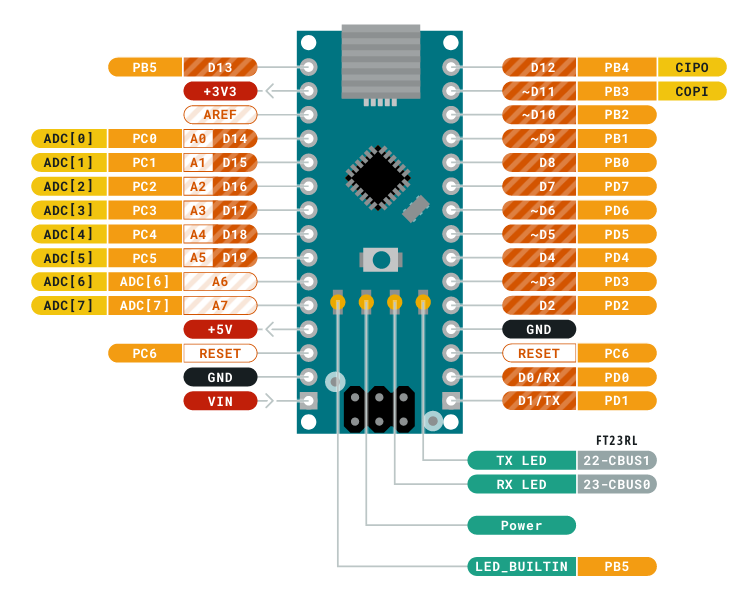 PB5 D13 D12 PB4 CIPO
+3V3 ~D11 PB3 COPI
AREF ~D10 PB2
ADC[0] PC0 A0 D14 ~D9 PB1
ADC[1] PC1 A1 D15 D8 PB0
ADC[2] PC2 A2 D16 D7 PD7
ADC[3] PC3 A3 D17 ~D6 PD6
ADC[4] PC4 A4 D18 ~D5 PD5
ADC[5] PC5 A5 D19 D4 PD4
ADC[6] ADC[6] A6 ~D3 PD3
ADC[7] ADC[7] A7 D2 PD2
+5V GND
PC6 RESET RESET PC6
GND D0/RX PD0
VIN D1/TX PD1
FT23RL
TX LED 22-CBUS1
RX LED 23-CBUS0
Power
LED_BUILTIN PB5